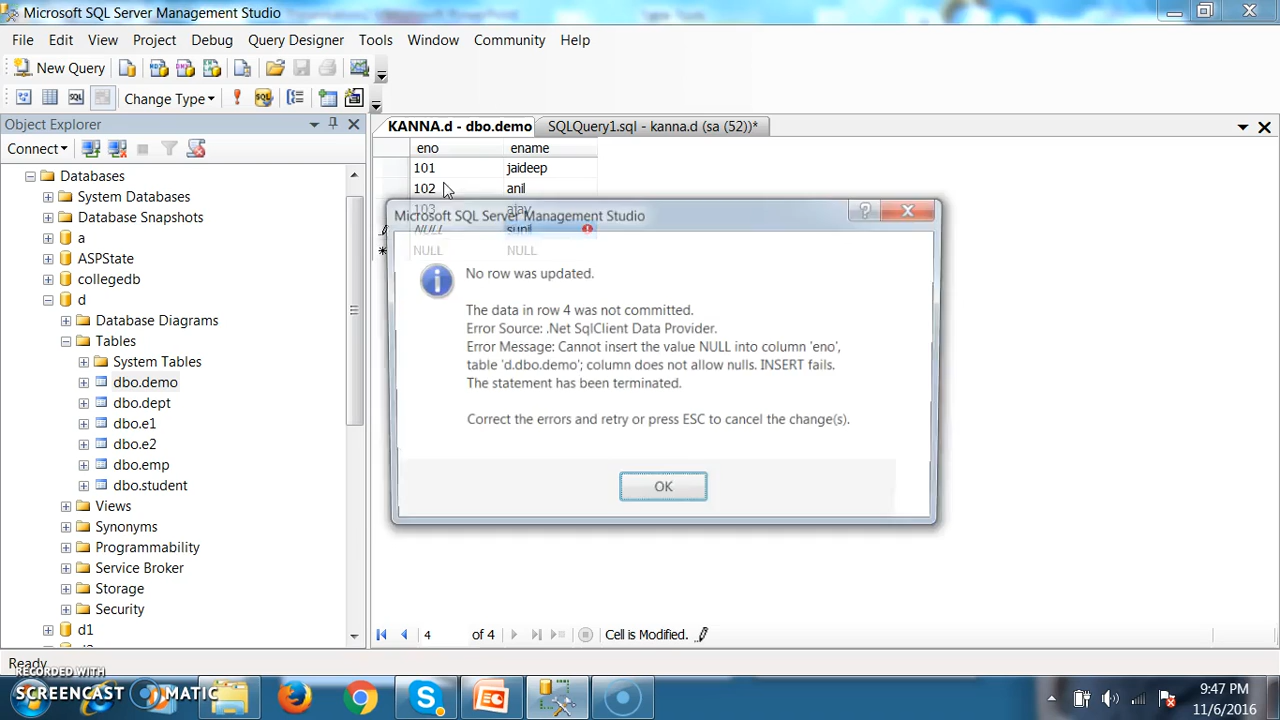 Microsoft SQL Server Management Studio
File Edit View Project Debug Query Designer Tools Window Community Help
New Query
SQL Change Type SQL
Object Explorer
KANNA.d - dbo.demo SQLQuery1.sql - kanna.d (sa (52))*
Connect
eno ename
101 jaideep
102 anil
103 ajay
NULL sunil
NULL NULL
Databases
System Databases
Database Snapshots
a
ASPState
collegedb
d
Database Diagrams
Tables
System Tables
dbo.demo
dbo.dept
dbo.e1
dbo.e2
dbo.emp
dbo.student
Views
Synonyms
Programmability
Service Broker
Storage
Security
d1
Microsoft SQL Server Management Studio
No row was updated.
The data in row 4 was not committed.
Error Source: .Net SqlClient Data Provider.
Error Message: Cannot insert the value NULL into column 'eno',
table 'd.dbo.demo'; column does not allow nulls. INSERT fails.
The statement has been terminated.
Correct the errors and retry or press ESC to cancel the change(s).
OK
4 of 4 Cell is Modified.
Ready
RECORDED WITH
SCREENCAST MATIC
9:47 PM
11/6/2016